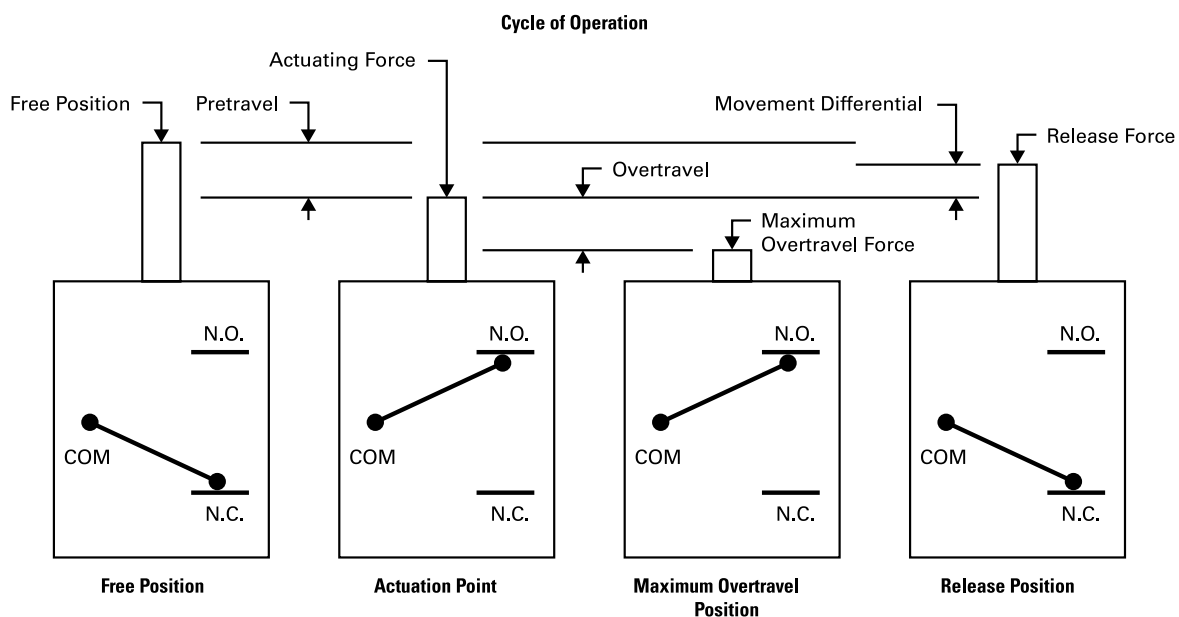 Cycle of Operation
Actuating Force
Free Position
Pretravel
Movement Differential
Release Force
Overtravel
Maximum
Overtravel Force
N.O.
COM
N.C.
N.O.
COM
N.C.
N.O.
COM
N.C.
N.O.
COM
N.C.
Free Position
Actuation Point
Maximum Overtravel
Position
Release Position